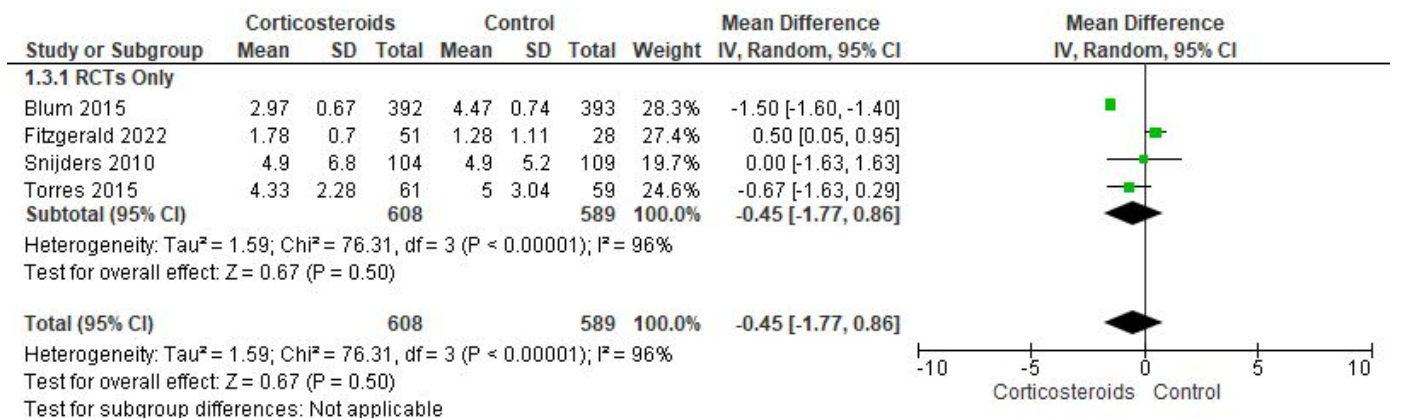 Corticosteroids Control Mean Difference Mean Difference
Study or Subgroup Mean SD Total Mean SD Total Weight IV, Random, 95% CI IV, Random, 95% CI
1.3.1 RCTs Only
Blum 2015 2.97 0.67 392 4.47 0.74 393 28.3% -1.50 [-1.60, -1.40]
Fitzgerald 2022 1.78 0.7 51 1.28 1.11 28 27.4% 0.50 [0.05, 0.95]
Snijders 2010 4.9 6.8 104 4.9 5.2 109 19.7% 0.00 [-1.63, 1.63]
Torres 2015 4.33 2.28 61 5 3.04 59 24.6% -0.67 [-1.63, 0.29]
Subtotal (95% CI) 608 589 100.0% -0.45 [-1.77, 0.86]
Heterogeneity: Tau² = 1.59; Chi² = 76.31, df = 3 (P < 0.00001); I² = 96%
Test for overall effect: Z = 0.67 (P = 0.50)
Total (95% CI) 608 589 100.0% -0.45 [-1.77, 0.86]
Heterogeneity: Tau² = 1.59; Chi² = 76.31, df = 3 (P < 0.00001); I² = 96%
Test for overall effect: Z = 0.67 (P = 0.50)
Test for subgroup differences: Not applicable
-10 -5 0 5 10
Corticosteroids Control